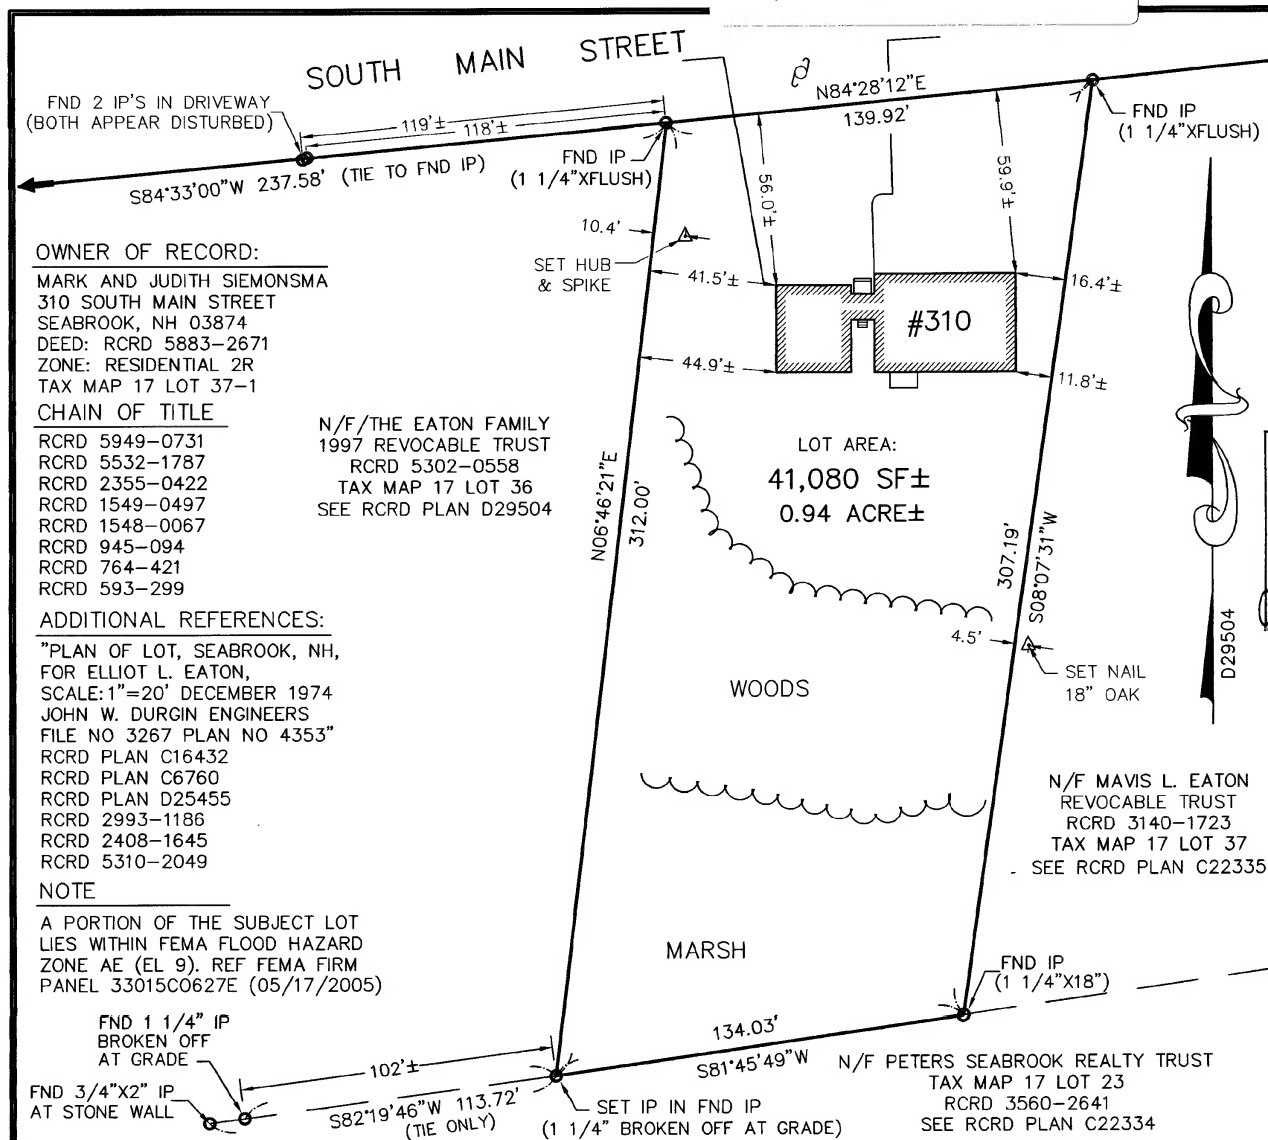 SOUTH MAIN STREET
FND 2 IP'S IN DRIVEWAY
(BOTH APPEAR DISTURBED)
119'±
118'±
S84°33'00"W 237.58' (TIE TO FND IP)
FND IP
(1 1/4"XFLUSH)
N84°28'12"E
139.92'
FND IP
(1 1/4"XFLUSH)
56.0'±
59.9'±
10.4'
SET HUB
& SPIKE
41.5'±
44.9'±
16.4'±
11.8'±
#310
OWNER OF RECORD:
MARK AND JUDITH SIEMONSMA
310 SOUTH MAIN STREET
SEABROOK, NH 03874
DEED: RCRD 5883-2671
ZONE: RESIDENTIAL 2R
TAX MAP 17 LOT 37-1
CHAIN OF TITLE
RCRD 5949-0731
RCRD 5532-1787
RCRD 2355-0422
RCRD 1549-0497
RCRD 1548-0067
RCRD 945-094
RCRD 764-421
RCRD 593-299
N/F/THE EATON FAMILY
1997 REVOCABLE TRUST
RCRD 5302-0558
TAX MAP 17 LOT 36
SEE RCRD PLAN D29504
N06°46'21"E
312.00'
LOT AREA:
41,080 SF±
0.94 ACRE±
307.19'
S08°07'31"W
4.5'
SET NAIL
18" OAK
D29504
WOODS
ADDITIONAL REFERENCES:
"PLAN OF LOT, SEABROOK, NH,
FOR ELLIOT L. EATON,
SCALE:1"=20' DECEMBER 1974
JOHN W. DURGIN ENGINEERS
FILE NO 3267 PLAN NO 4353"
RCRD PLAN C16432
RCRD PLAN C6760
RCRD PLAN D25455
RCRD 2993-1186
RCRD 2408-1645
RCRD 5310-2049
N/F MAVIS L. EATON
REVOCABLE TRUST
RCRD 3140-1723
TAX MAP 17 LOT 37
SEE RCRD PLAN C22335
NOTE
A PORTION OF THE SUBJECT LOT
LIES WITHIN FEMA FLOOD HAZARD
ZONE AE (EL 9). REF FEMA FIRM
PANEL 33015C0627E (05/17/2005)
MARSH
FND IP
(1 1/4"X18")
FND 1 1/4" IP
BROKEN OFF
AT GRADE
FND 3/4"X2" IP
AT STONE WALL
102'±
S82°19'46"W 113.72'
(TIE ONLY)
134.03'
S81°45'49"W
SET IP IN FND IP
(1 1/4" BROKEN OFF AT GRADE)
N/F PETERS SEABROOK REALTY TRUST
TAX MAP 17 LOT 23
RCRD 3560-2641
SEE RCRD PLAN C22334